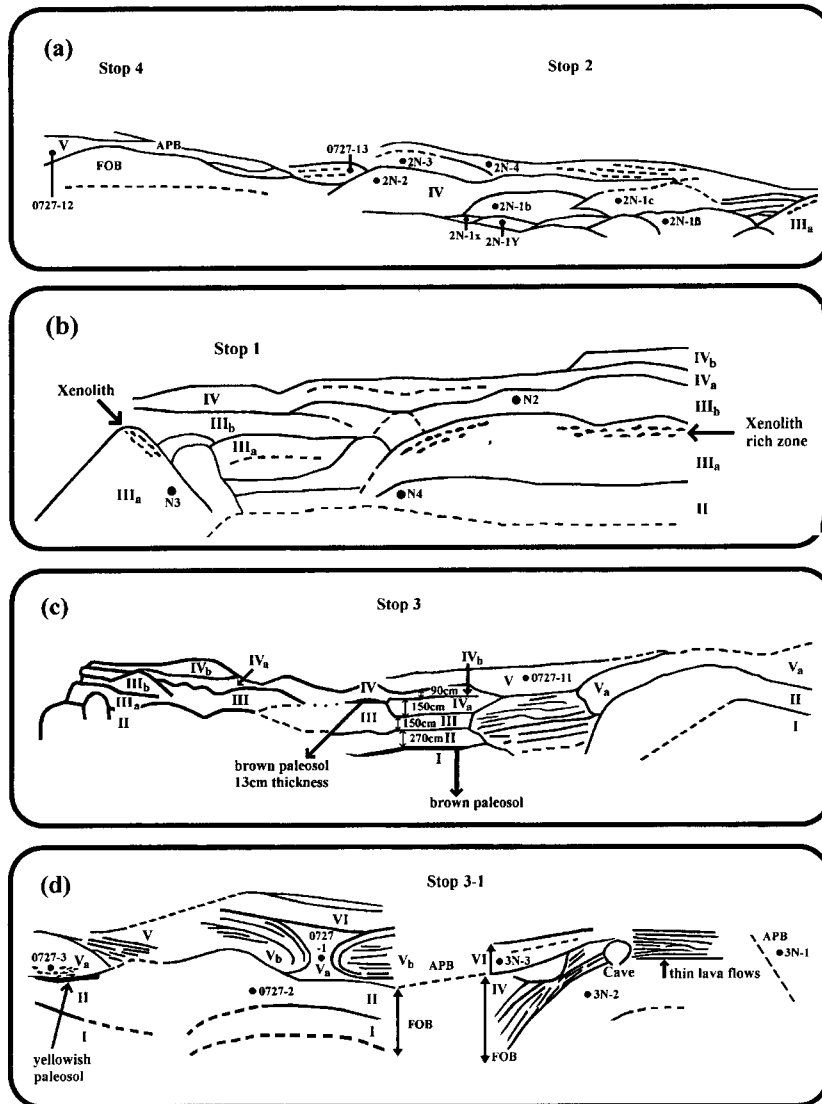 (a)
Stop 4
Stop 2
V
APB
0727-13
FOB
2N-3
2N-4
2N-2
IV
0727-12
2N-1b
2N-1c
2N-1x
2N-1Y
2N-1ß
IIIa
(b)
Stop 1
IVb
Xenolith
IVa
IV
N2
IIIb
IIIb
Xenolith
rich zone
IIIa
IIIa
IIIa
N3
N4
II
(c)
Stop 3
IVa
IVb
IVb
V
0727-11
Va
IIIb
IV
90cm
Va
IIIa
III
150cm
IVa
II
II
III
150cm
III
I
270cm
II
I
brown paleosol
13cm thickness
brown paleosol
(d)
Stop 3-1
VI
V
0727
-1
0727-3
Va
Vb
Va
Vb
APB
VI
3N-3
APB
3N-1
Cave
thin lava flows
II
0727-2
II
IV
3N-2
I
I
FOB
FOB
yellowish
paleosol